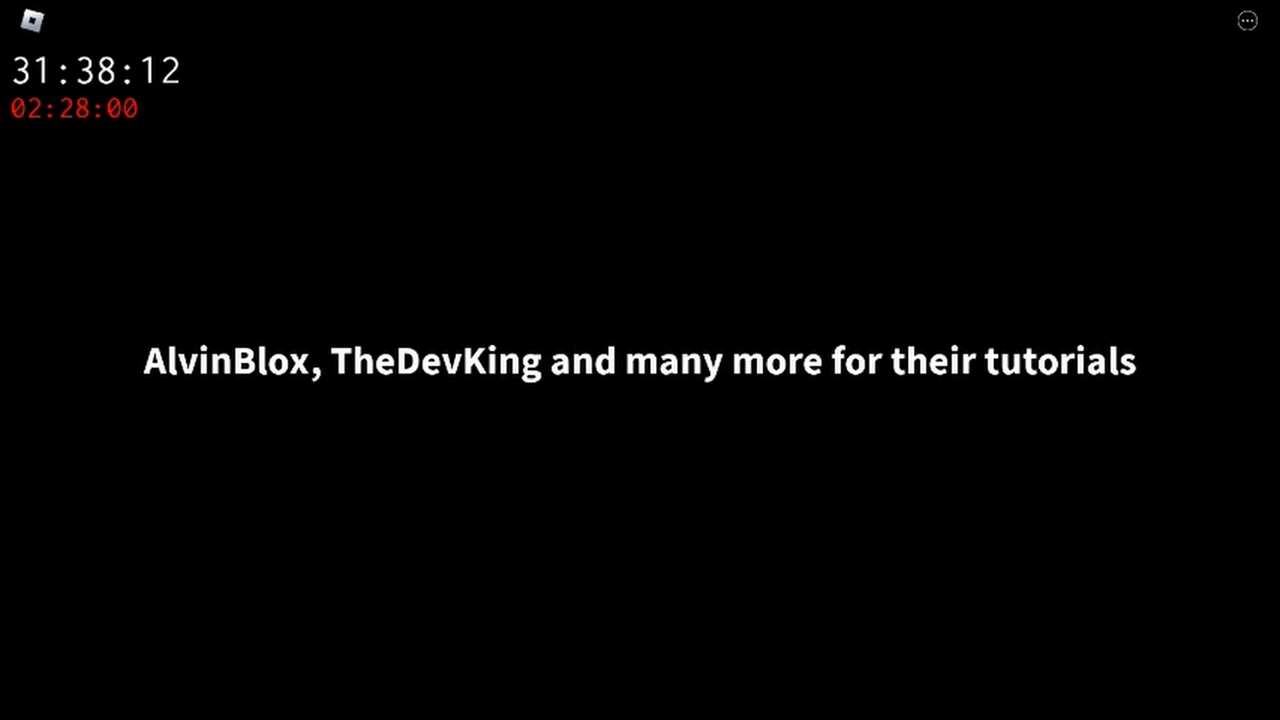 31:38:12
02:28:00
AlvinBlox, TheDevKing and many more for their tutorials